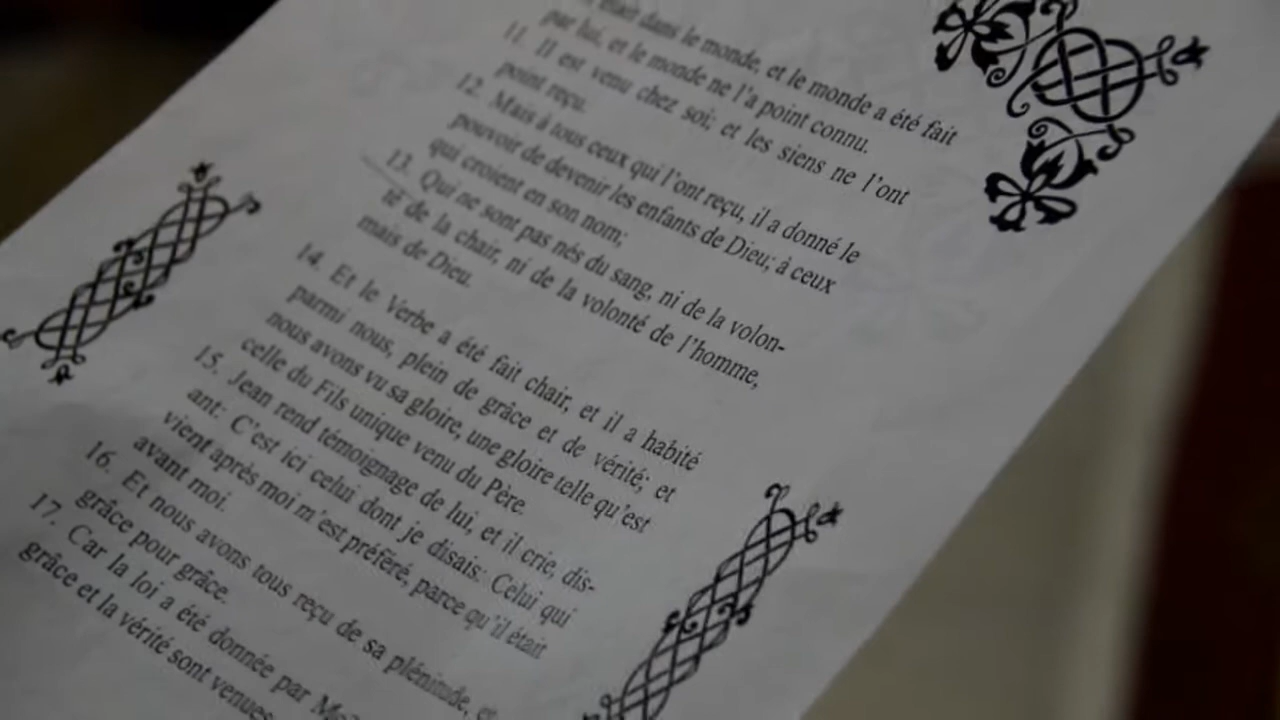 était dans le monde, et le monde a été fait
par lui, et le monde ne l'a point connu.
11. Il est venu chez soi; et les siens ne l'ont
point reçu.
12. Mais à tous ceux qui l'ont reçu, il a donné le
pouvoir de devenir les enfants de Dieu; à ceux
qui croient en son nom;
13. Qui ne sont pas nés du sang, ni de la volon-
té de la chair, ni de la volonté de l'homme,
mais de Dieu.
14. Et le Verbe a été fait chair, et il a habité
parmi nous, plein de grâce et de vérité; et
nous avons vu sa gloire, une gloire telle qu'est
celle du Fils unique venu du Père.
15. Jean rend témoignage de lui, et il crie, dis-
ant: C'est ici celui dont je disais: Celui qui
vient après moi m'est préféré, parce qu'il était
avant moi.
16. Et nous avons tous reçu de sa plénitude, et
grâce pour grâce.
17. Car la loi a été donnée par
grâce et la vérité sont venues